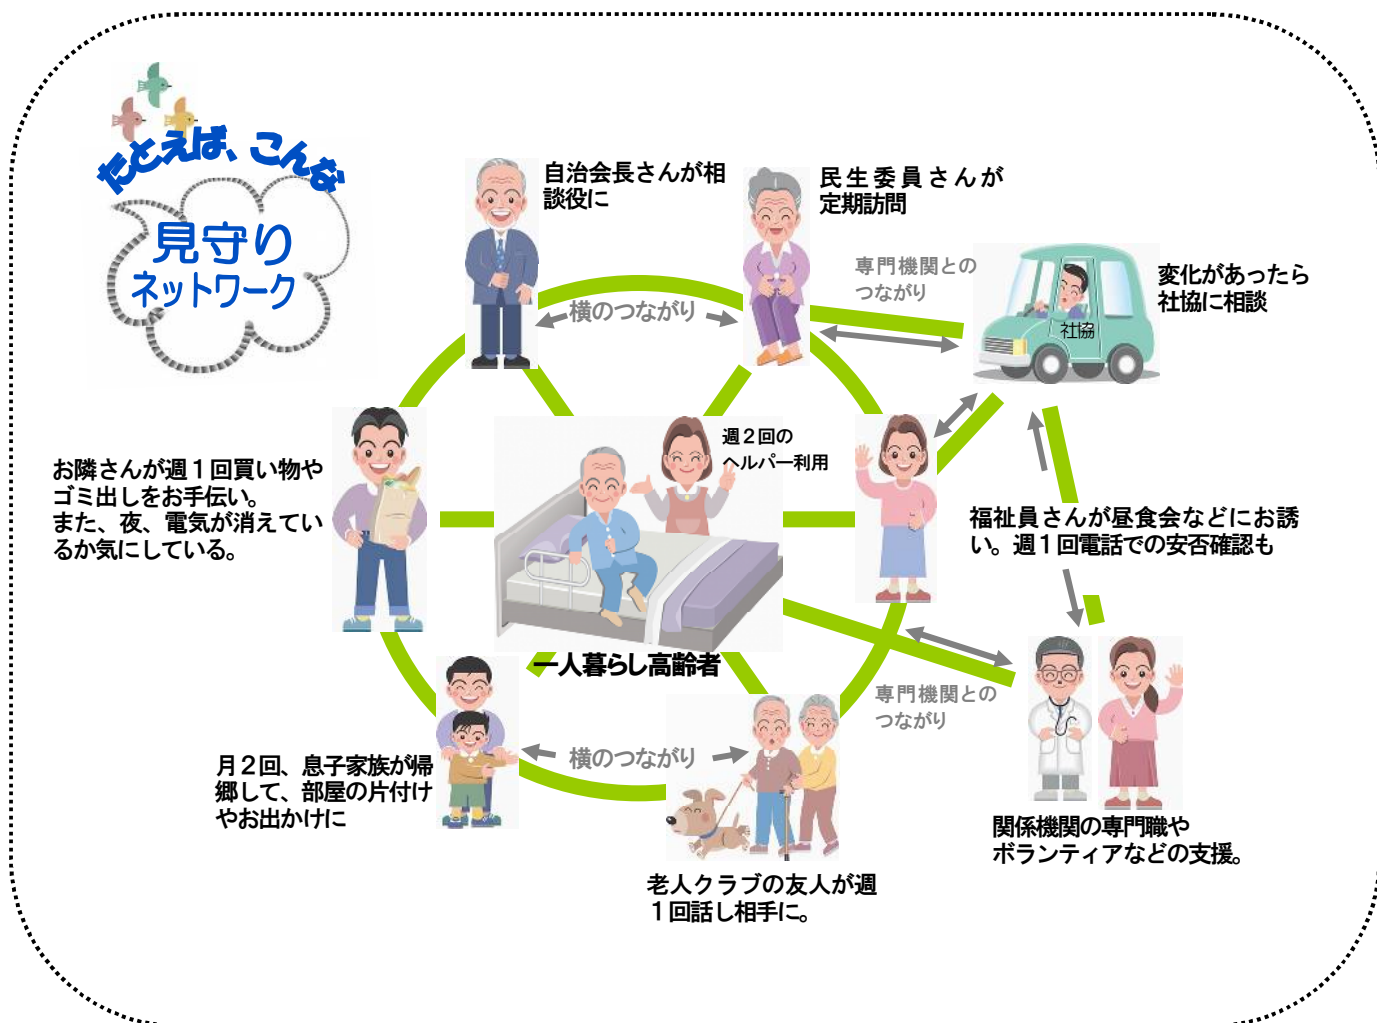 たとえば、こんな
見守り
ネットワーク
自治会長さんが相
談役に
民生委員さんが
定期訪問
専門機関との
つながり
変化があったら
社協に相談
社協
横のつながり
週２回の
ヘルパー利用
お隣さんが週１回買い物や
ゴミ出しをお手伝い。
また、夜、電気が消えてい
るか気にしている。
福祉員さんが昼食会などにお誘
い。週１回電話での安否確認も
一人暮らし高齢者
専門機関との
つながり
横のつながり
月２回、息子家族が帰
郷して、部屋の片付け
やお出かけに
関係機関の専門職や
ボランティアなどの支援。
老人クラブの友人が週
１回話し相手に。